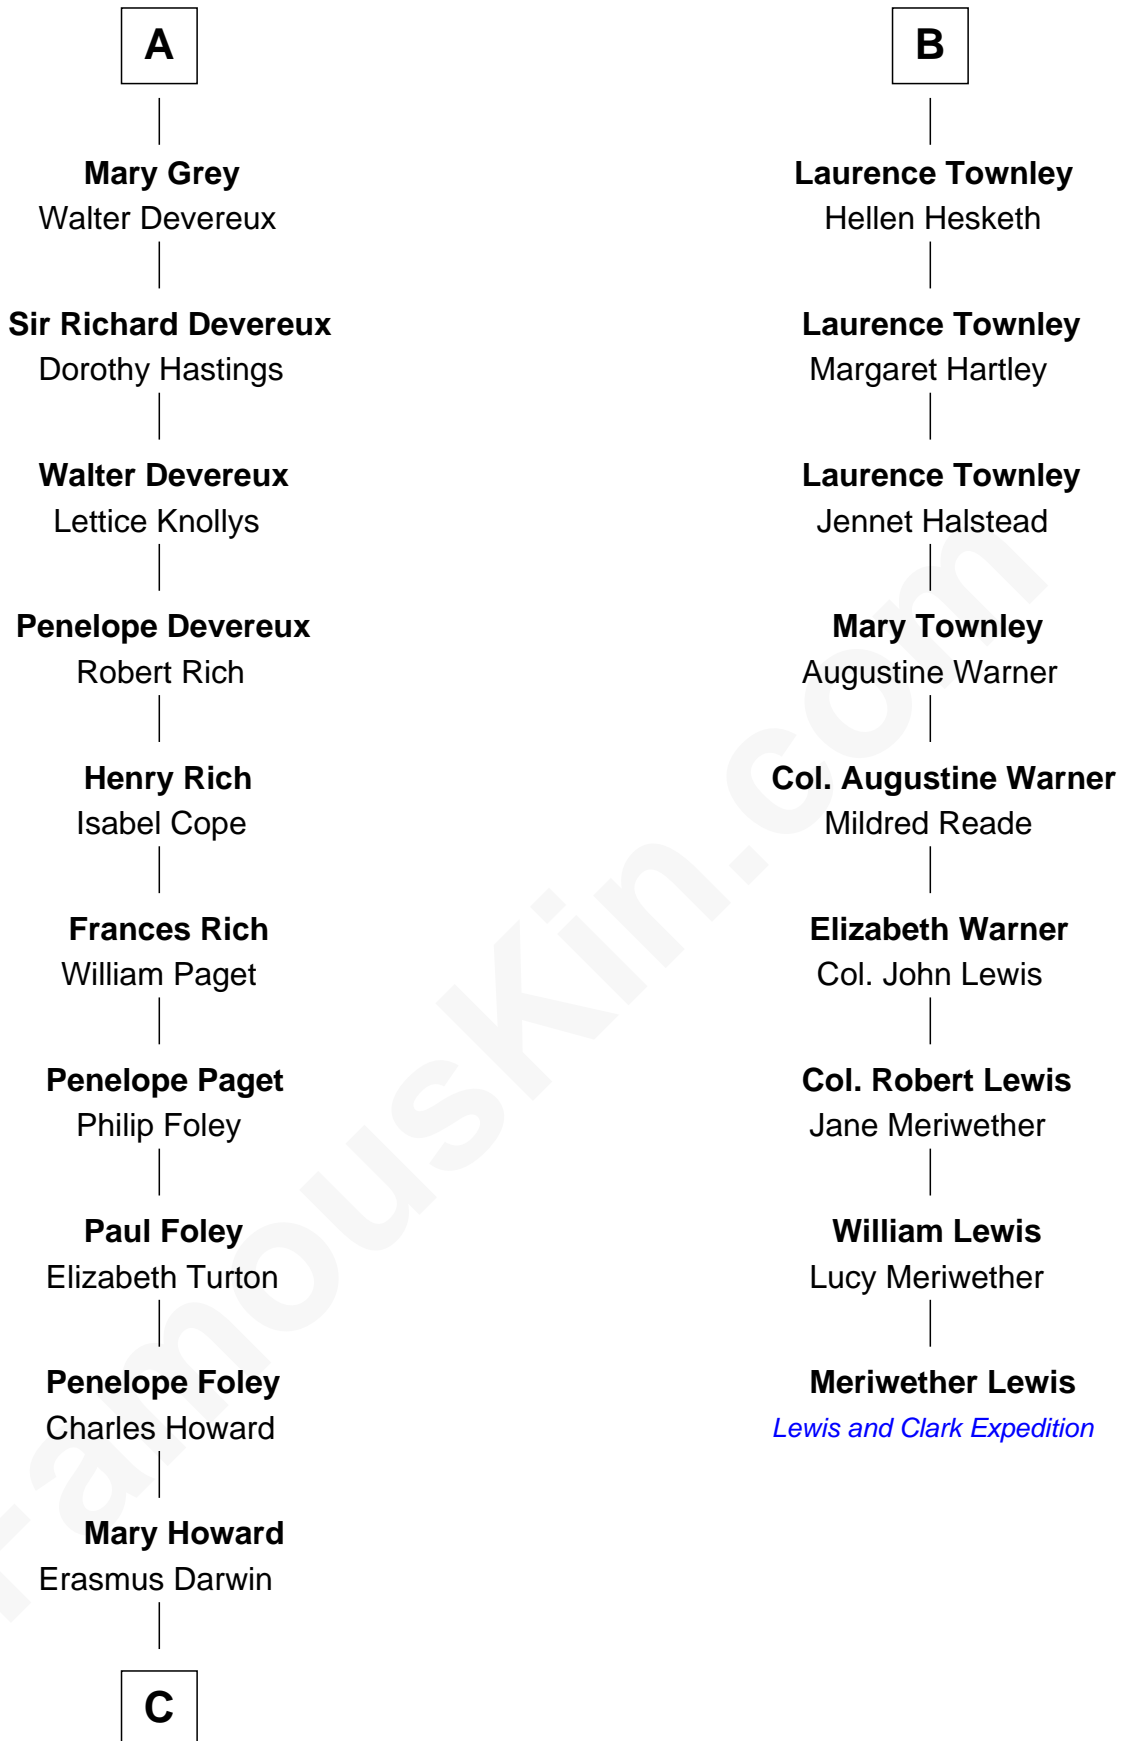 A
Mary Grey
Walter Devereux
Sir Richard Devereux
Dorothy Hastings
Walter Devereux
Lettice Knollys
Penelope Devereux
Robert Rich
Henry Rich
Isabel Cope
Frances Rich
William Paget
Penelope Paget
Philip Foley
Paul Foley
Elizabeth Turton
Penelope Foley
Charles Howard
Mary Howard
Erasmus Darwin
C
B
Laurence Townley
Hellen Hesketh
Laurence Townley
Margaret Hartley
Laurence Townley
Jennet Halstead
Mary Townley
Augustine Warner
Col. Augustine Warner
Mildred Reade
Elizabeth Warner
Col. John Lewis
Col. Robert Lewis
Jane Meriwether
William Lewis
Lucy Meriwether
Meriwether Lewis
Lewis and Clark Expedition
FamousKin.com